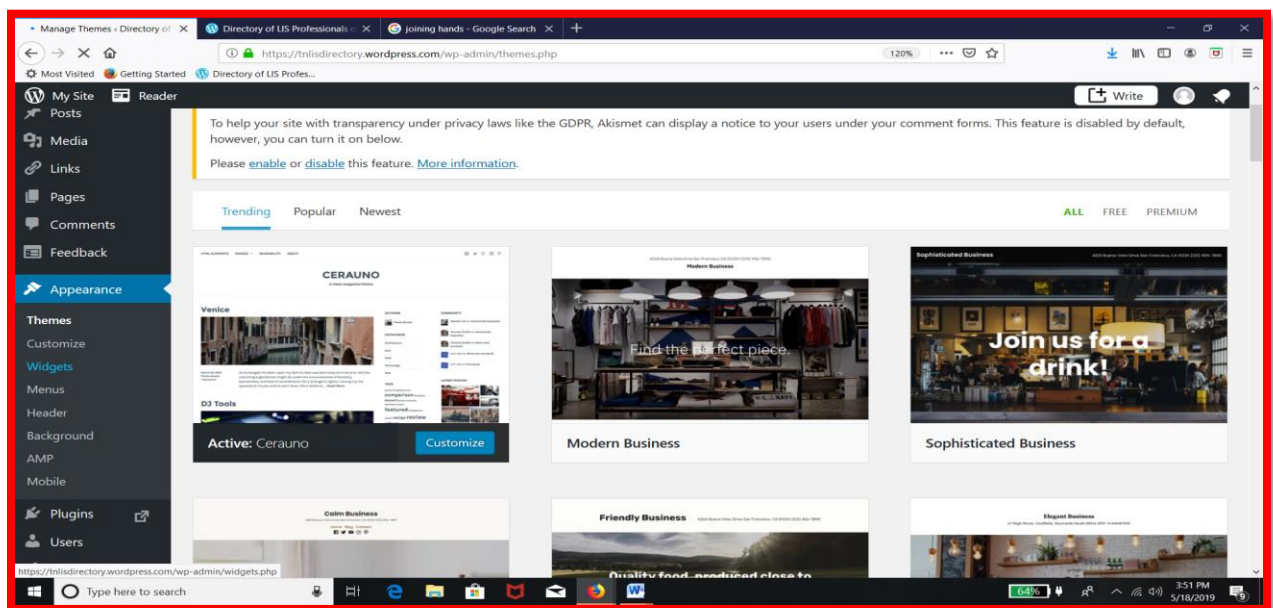 Manage Themes ‹ Directory of
Directory of LIS Professionals
joining hands - Google Search
https://tnlisdirectory.wordpress.com/wp-admin/themes.php
120%
Most Visited
Getting Started
Directory of LIS Profes...
My Site
Reader
Write
Posts
Media
Links
Pages
Comments
Feedback
Appearance
Themes
Customize
Widgets
Menus
Header
Background
AMP
Mobile
Plugins
Users
To help your site with transparency under privacy laws like the GDPR, Akismet can display a notice to your users under your comment forms. This feature is disabled by default,
however, you can turn it on below.
Please enable or disable this feature. More information.
Trending Popular Newest
ALL FREE PREMIUM
CERAUNO
Venice
DJ Tools
Active: Cerauno
Customize
Modern Business
Find the perfect piece.
Modern Business
Sophisticated Business
Join us for a
drink!
Sophisticated Business
Calm Business
Friendly Business
Quality food, produced close to
Elegant Business
https://tnlisdirectory.wordpress.com/wp-admin/widgets.php
Type here to search
64%
3:51 PM
5/18/2019